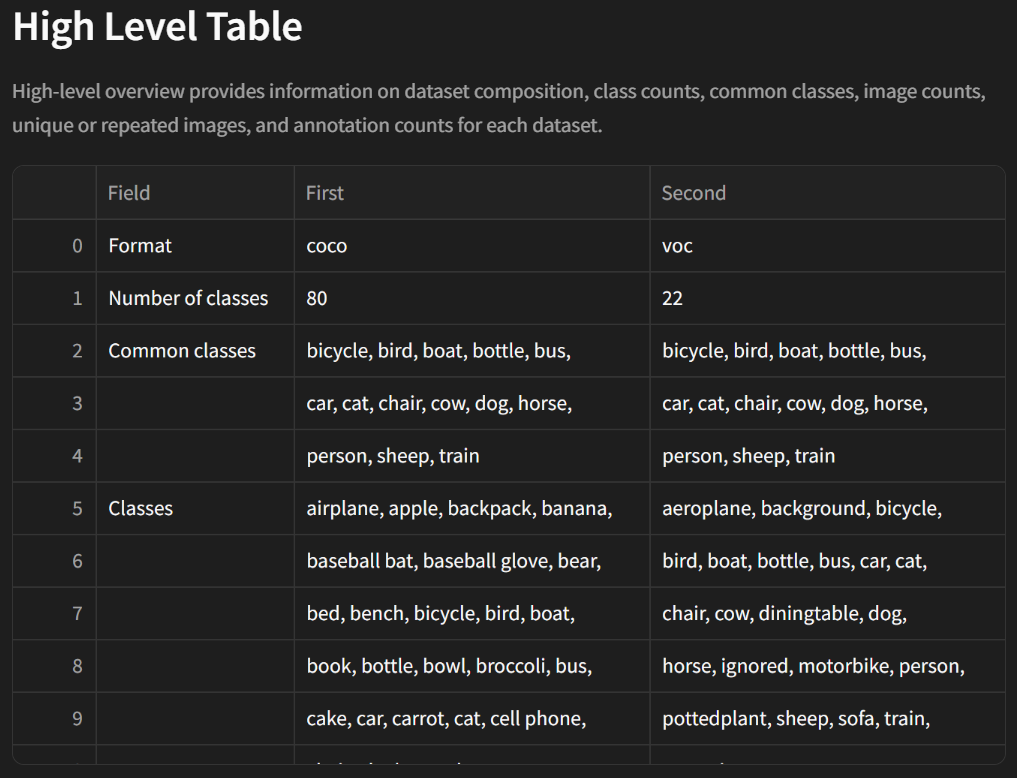 High Level Table
High-level overview provides information on dataset composition, class counts, common classes, image counts,
unique or repeated images, and annotation counts for each dataset.
Field First Second
0 Format coco voc
1 Number of classes 80 22
2 Common classes bicycle, bird, boat, bottle, bus, bicycle, bird, boat, bottle, bus,
3 car, cat, chair, cow, dog, horse, car, cat, chair, cow, dog, horse,
4 person, sheep, train person, sheep, train
5 Classes airplane, apple, backpack, banana, aeroplane, background, bicycle,
6 baseball bat, baseball glove, bear, bird, boat, bottle, bus, car, cat,
7 bed, bench, bicycle, bird, boat, chair, cow, diningtable, dog,
8 book, bottle, bowl, broccoli, bus, horse, ignored, motorbike, person,
9 cake, car, carrot, cat, cell phone, pottedplant, sheep, sofa, train,